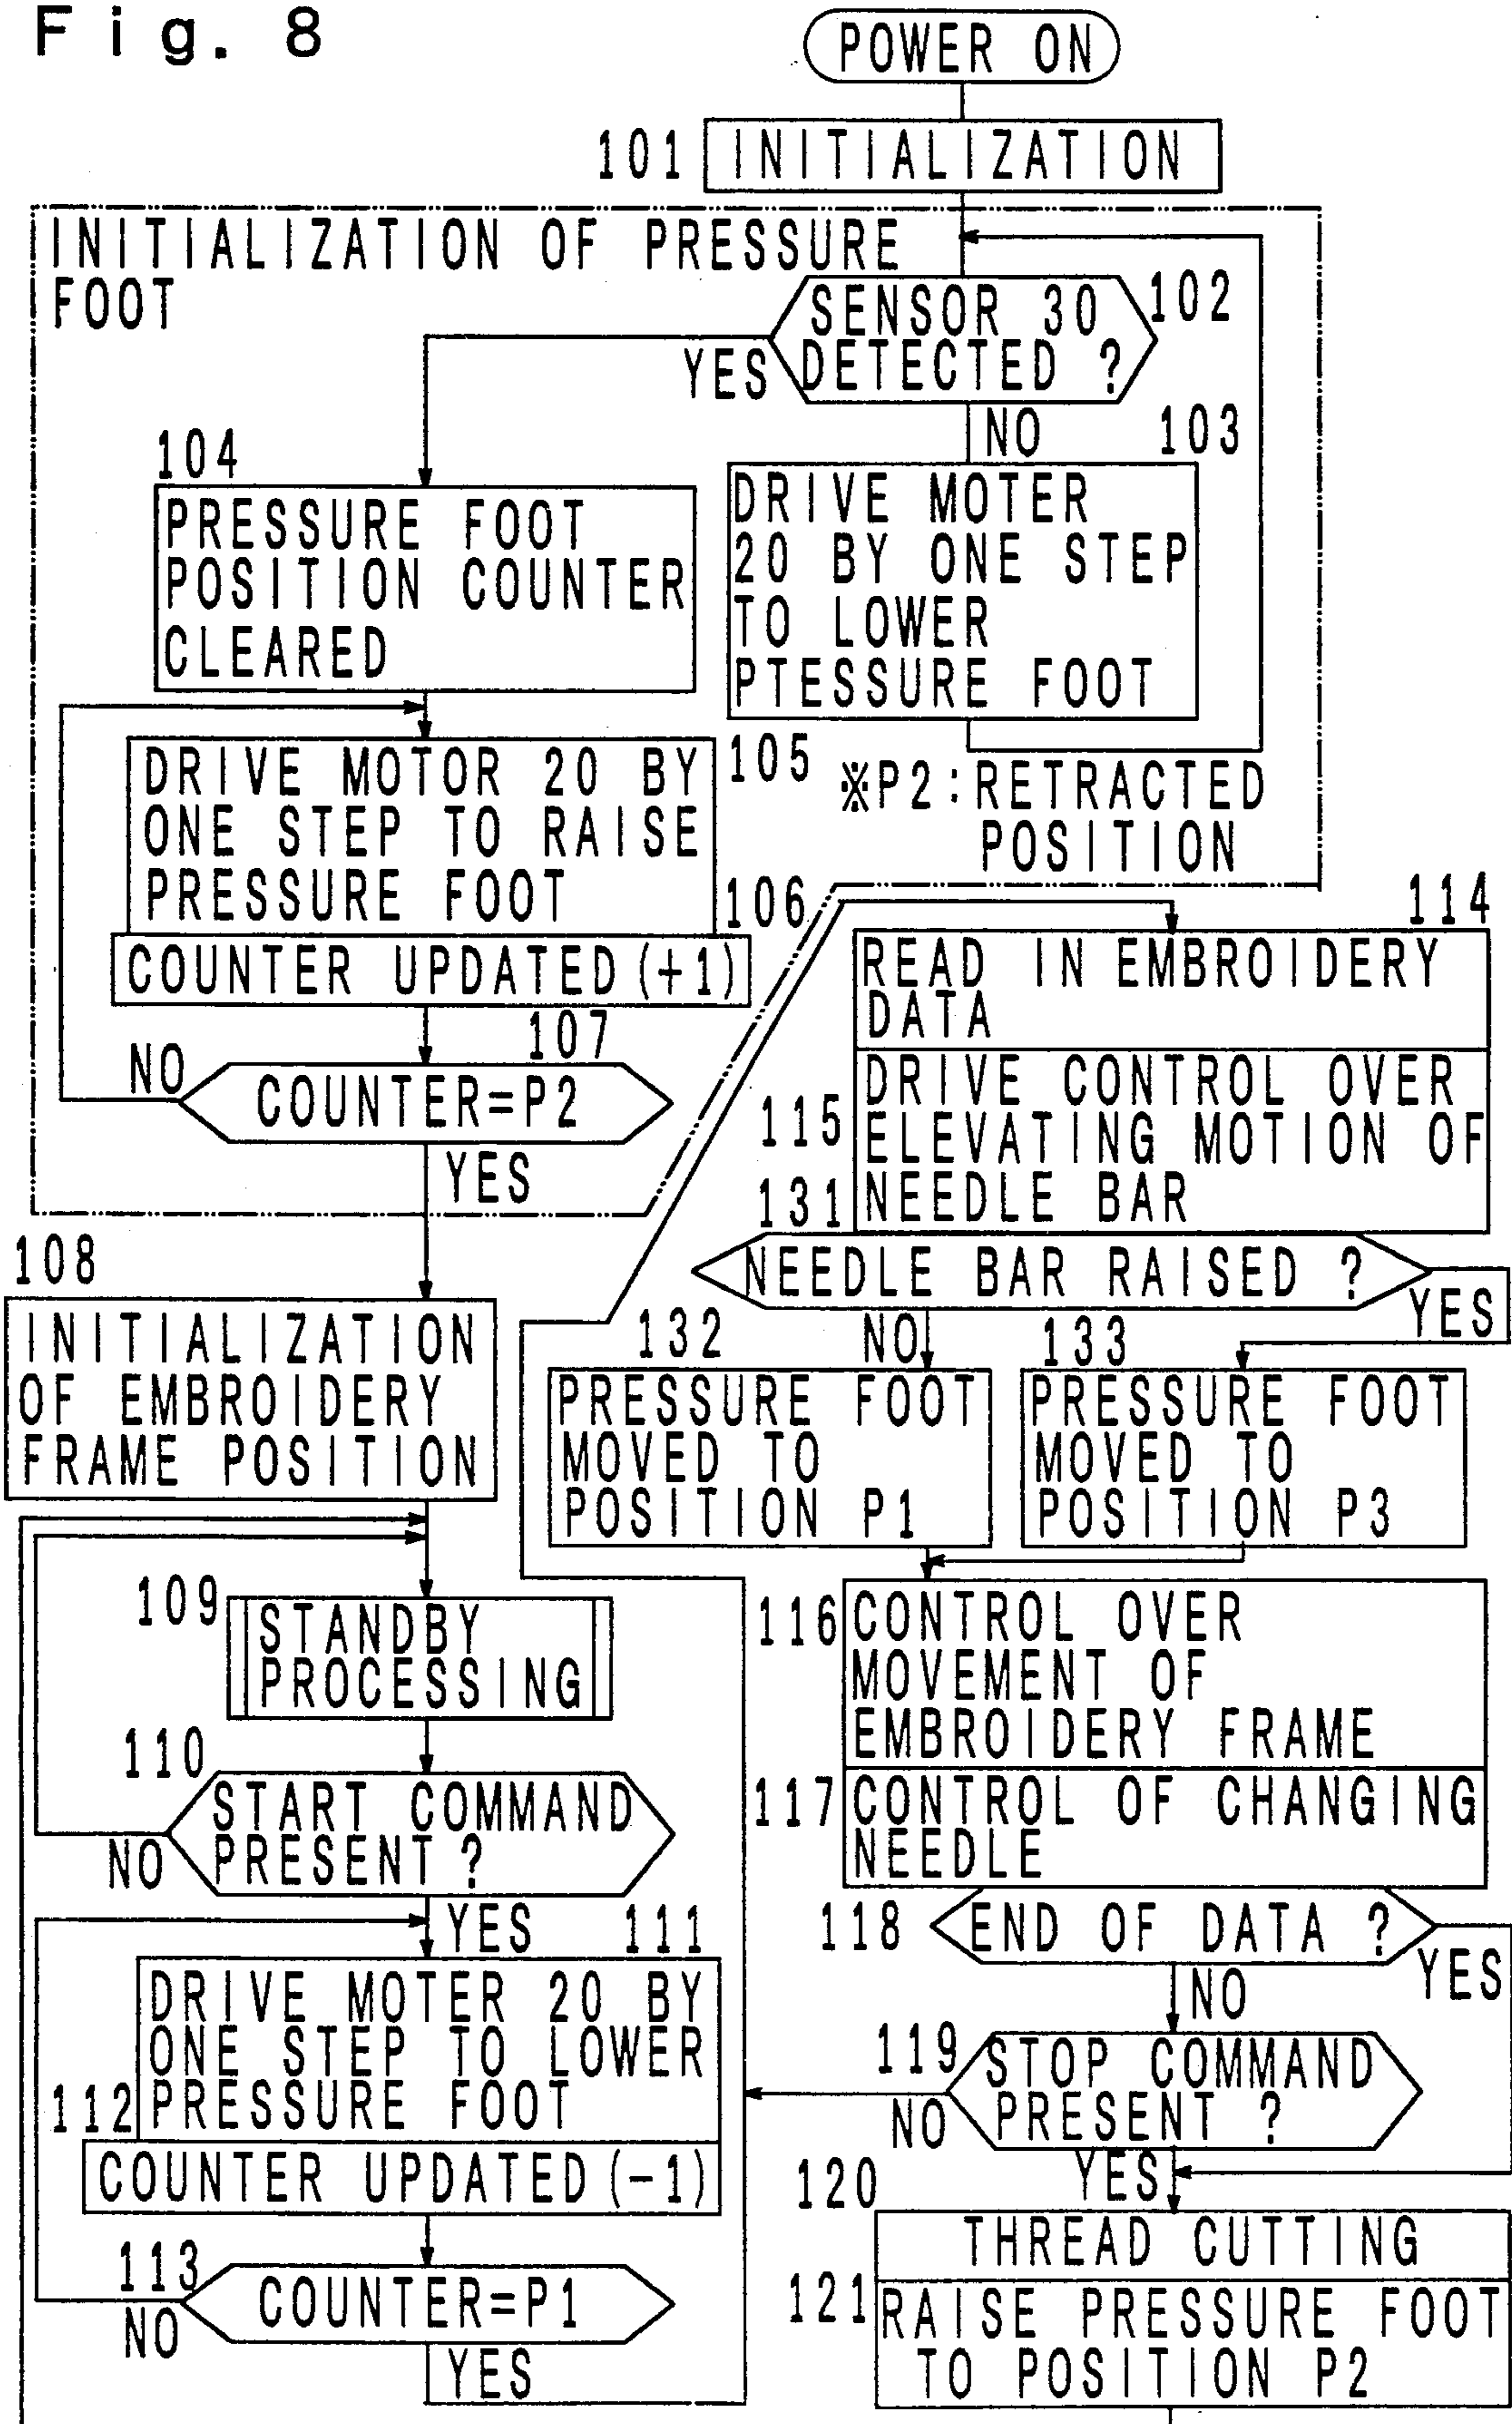 Fig. 8
POWER ON
101
INITIALIZATION
INITIALIZATION OF PRESSURE
FOOT
SENSOR 30
DETECTED ?
102
YES
NO
103
DRIVE MOTER
20 BY ONE STEP
TO LOWER
PTESSURE FOOT
104
PRESSURE FOOT
POSITION COUNTER
CLEARED
105
DRIVE MOTOR 20 BY
ONE STEP TO RAISE
PRESSURE FOOT
※P2:RETRACTED
POSITION
106
COUNTER UPDATED(+1)
107
NO
COUNTER=P2
YES
108
INITIALIZATION
OF EMBROIDERY
FRAME POSITION
109
STANDBY
PROCESSING
110
START COMMAND
PRESENT?
NO
YES
111
DRIVE MOTER 20 BY
ONE STEP TO LOWER
PRESSURE FOOT
112
COUNTER UPDATED(-1)
113
COUNTER=P1
NO
YES
114
READ IN EMBROIDERY
DATA
115
DRIVE CONTROL OVER
ELEVATING MOTION OF
NEEDLE BAR
131
NEEDLE BAR RAISED ?
YES
NO
132
PRESSURE FOOT
MOVED TO
POSITION P1
133
PRESSURE FOOT
MOVED TO
POSITION P3
116
CONTROL OVER
MOVEMENT OF
EMBROIDERY FRAME
117
CONTROL OF CHANGING
NEEDLE
118
END OF DATA ?
YES
NO
119
STOP COMMAND
PRESENT ?
NO
YES
120
THREAD CUTTING
121
RAISE PRESSURE FOOT
TO POSITION P2